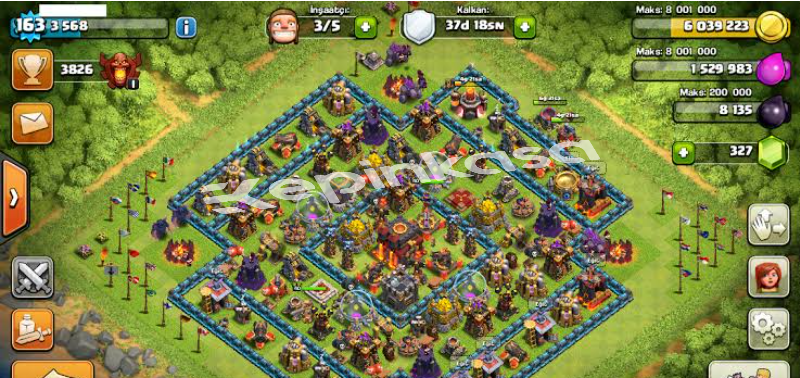 163 3 568
İnşaatçı:
3/5
Kalkan:
37d 18sn
Maks: 8 001 000
6 039 223
3826
Maks: 8 001 000
1 529 983
Maks: 200 000
8 135
327
epinkasa